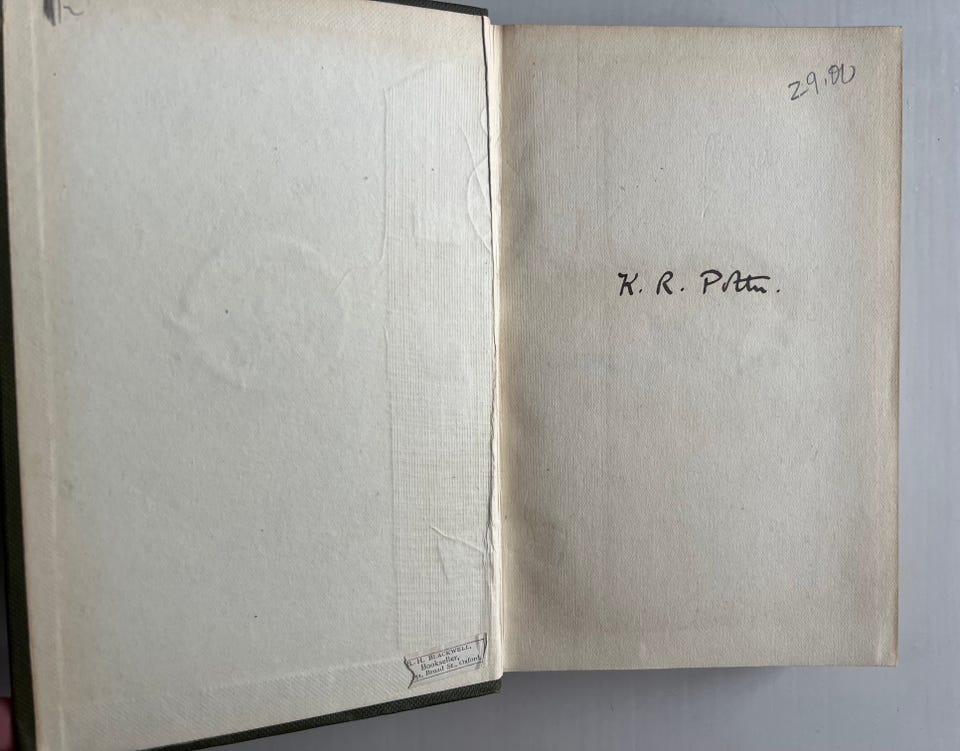 B. H. BLACKWELL,
Bookseller,
Broad St., Oxford
29.00
K. R. Potter.